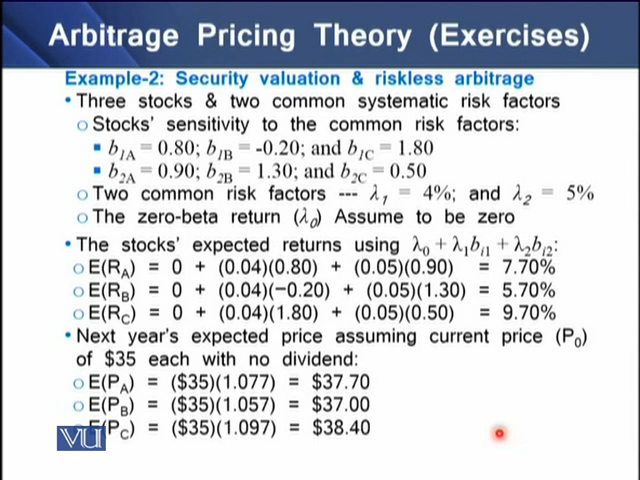 Arbitrage Pricing Theory (Exercises)
Example-2: Security valuation & riskless arbitrage
• Three stocks & two common systematic risk factors
○ Stocks' sensitivity to the common risk factors:
▪ b1A = 0.80; b1B = -0.20; and b1C = 1.80
▪ b2A = 0.90; b2B = 1.30; and b2C = 0.50
○ Two common risk factors --- λ1 = 4%; and λ2 = 5%
○ The zero-beta return (λ0) Assume to be zero
• The stocks' expected returns using λ0 + λ1bi1 + λ2bi2:
○ E(RA) = 0 + (0.04)(0.80) + (0.05)(0.90) = 7.70%
○ E(RB) = 0 + (0.04)(−0.20) + (0.05)(1.30) = 5.70%
○ E(RC) = 0 + (0.04)(1.80) + (0.05)(0.50) = 9.70%
• Next year's expected price assuming current price (P0)
of $35 each with no dividend:
○ E(PA) = ($35)(1.077) = $37.70
○ E(PB) = ($35)(1.057) = $37.00
E(PC) = ($35)(1.097) = $38.40
VU